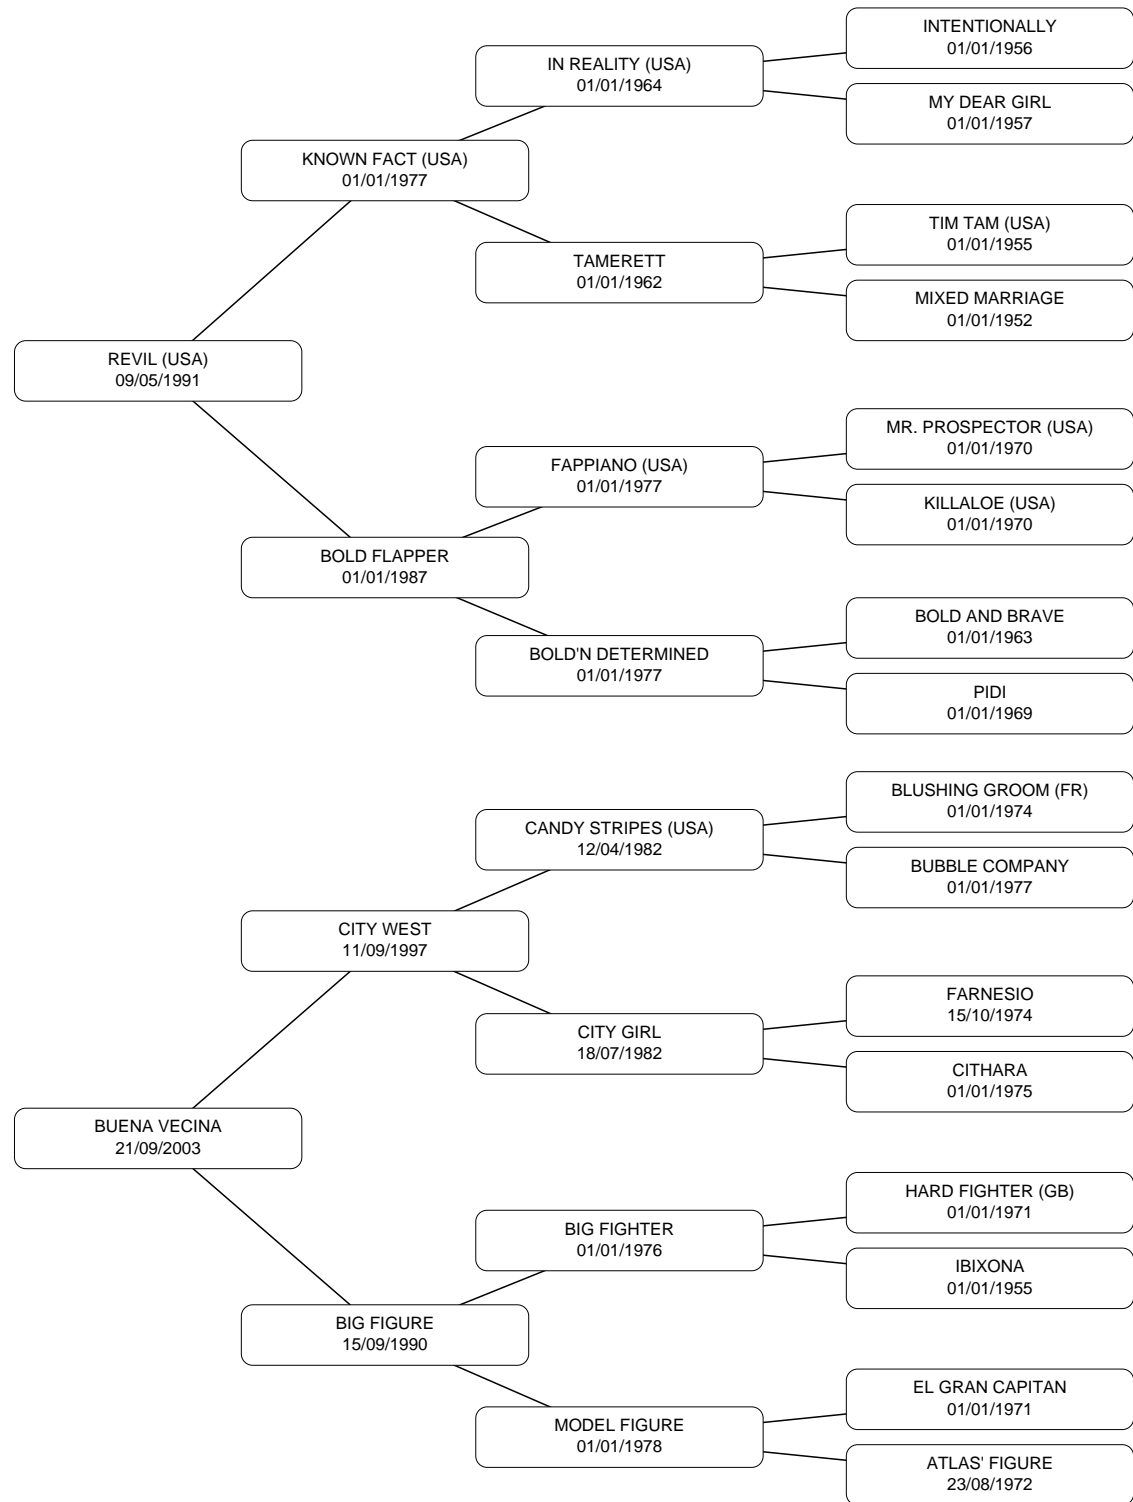 INTENTIONALLY
01/01/1956
IN REALITY (USA)
01/01/1964
MY DEAR GIRL
01/01/1957
KNOWN FACT (USA)
01/01/1977
TIM TAM (USA)
01/01/1955
TAMERETT
01/01/1962
MIXED MARRIAGE
01/01/1952
REVIL (USA)
09/05/1991
MR. PROSPECTOR (USA)
01/01/1970
FAPPIANO (USA)
01/01/1977
KILLALOE (USA)
01/01/1970
BOLD FLAPPER
01/01/1987
BOLD AND BRAVE
01/01/1963
BOLD'N DETERMINED
01/01/1977
PIDI
01/01/1969
BLUSHING GROOM (FR)
01/01/1974
CANDY STRIPES (USA)
12/04/1982
BUBBLE COMPANY
01/01/1977
CITY WEST
11/09/1997
FARNESIO
15/10/1974
CITY GIRL
18/07/1982
CITHARA
01/01/1975
BUENA VECINA
21/09/2003
HARD FIGHTER (GB)
01/01/1971
BIG FIGHTER
01/01/1976
IBIXONA
01/01/1955
BIG FIGURE
15/09/1990
EL GRAN CAPITAN
01/01/1971
MODEL FIGURE
01/01/1978
ATLAS' FIGURE
23/08/1972